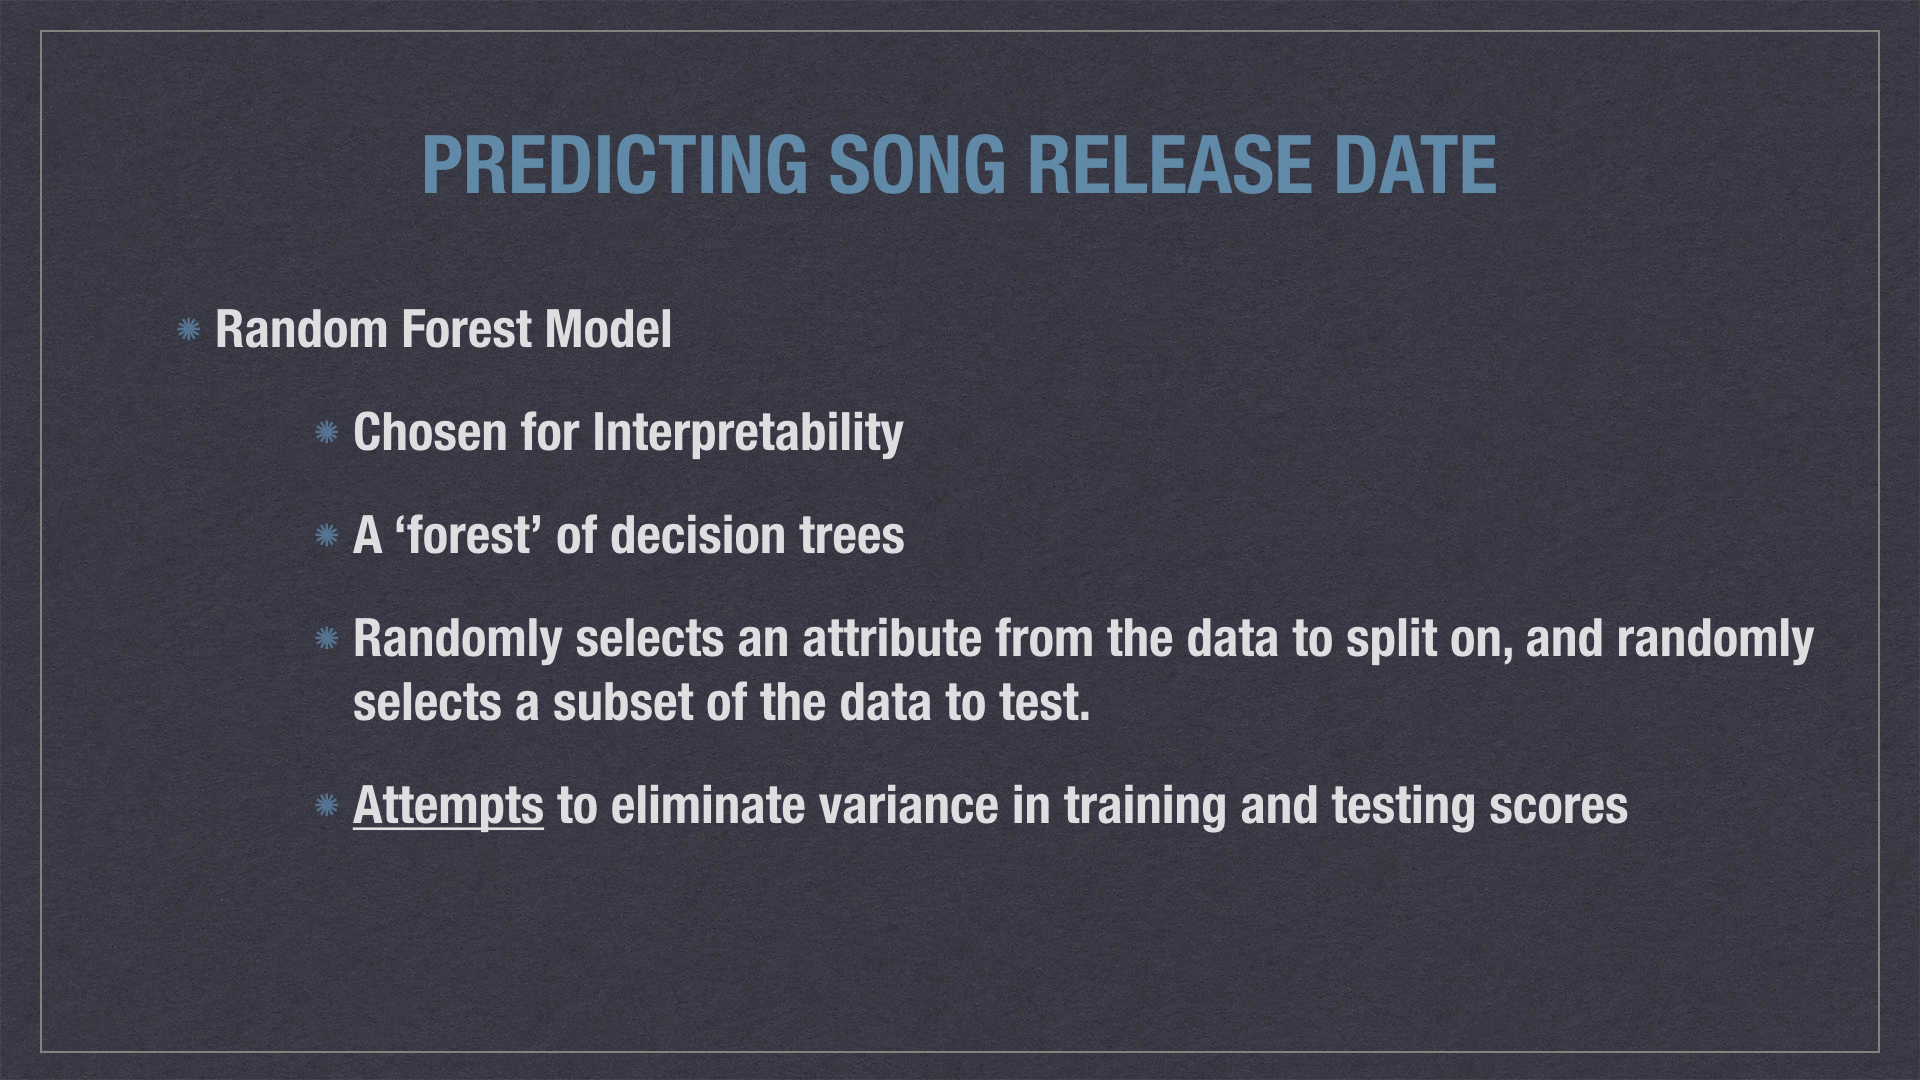 PREDICTING SONG RELEASE DATE
Random Forest Model
Chosen for Interpretability
A ‘forest’ of decision trees
Randomly selects an attribute from the data to split on, and randomly
selects a subset of the data to test.
Attempts to eliminate variance in training and testing scores